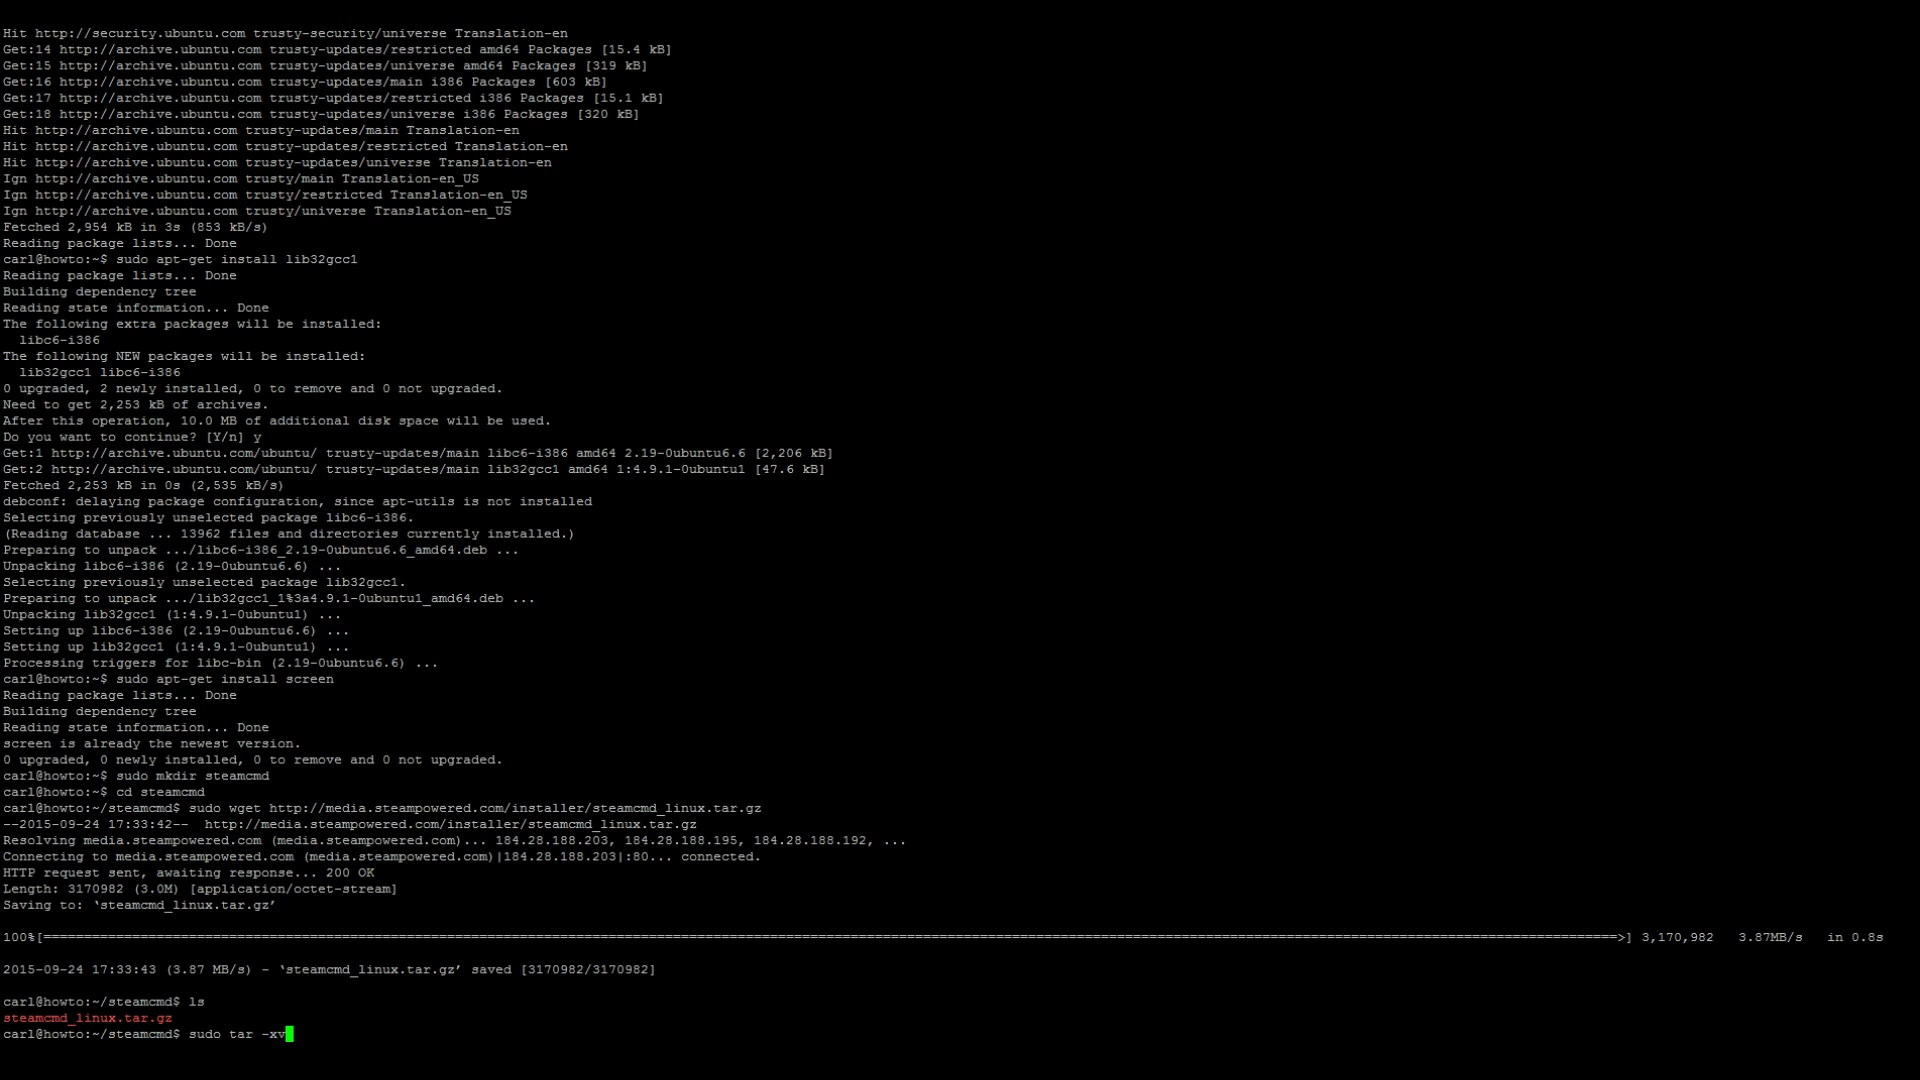 Hit http://security.ubuntu.com trusty-security/universe Translation-en
Get:14 http://archive.ubuntu.com trusty-updates/restricted amd64 Packages [15.4 kB]
Get:15 http://archive.ubuntu.com trusty-updates/universe amd64 Packages [319 kB]
Get:16 http://archive.ubuntu.com trusty-updates/main i386 Packages [603 kB]
Get:17 http://archive.ubuntu.com trusty-updates/restricted i386 Packages [15.1 kB]
Get:18 http://archive.ubuntu.com trusty-updates/universe i386 Packages [320 kB]
Hit http://archive.ubuntu.com trusty-updates/main Translation-en
Hit http://archive.ubuntu.com trusty-updates/restricted Translation-en
Hit http://archive.ubuntu.com trusty-updates/universe Translation-en
Ign http://archive.ubuntu.com trusty/main Translation-en_US
Ign http://archive.ubuntu.com trusty/restricted Translation-en_US
Ign http://archive.ubuntu.com trusty/universe Translation-en_US
Fetched 2,954 kB in 3s (853 kB/s)
Reading package lists... Done
carl@howto:~$ sudo apt-get install lib32gcc1
Reading package lists... Done
Building dependency tree
Reading state information... Done
The following extra packages will be installed:
  libc6-i386
The following NEW packages will be installed:
  lib32gcc1 libc6-i386
0 upgraded, 2 newly installed, 0 to remove and 0 not upgraded.
Need to get 2,253 kB of archives.
After this operation, 10.0 MB of additional disk space will be used.
Do you want to continue? [Y/n] y
Get:1 http://archive.ubuntu.com/ubuntu/ trusty-updates/main libc6-i386 amd64 2.19-0ubuntu6.6 [2,206 kB]
Get:2 http://archive.ubuntu.com/ubuntu/ trusty-updates/main lib32gcc1 amd64 1:4.9.1-0ubuntu1 [47.6 kB]
Fetched 2,253 kB in 0s (2,535 kB/s)
debconf: delaying package configuration, since apt-utils is not installed
Selecting previously unselected package libc6-i386.
(Reading database ... 13962 files and directories currently installed.)
Preparing to unpack .../libc6-i386_2.19-0ubuntu6.6_amd64.deb ...
Unpacking libc6-i386 (2.19-0ubuntu6.6) ...
Selecting previously unselected package lib32gcc1.
Preparing to unpack .../lib32gcc1_1%3a4.9.1-0ubuntu1_amd64.deb ...
Unpacking lib32gcc1 (1:4.9.1-0ubuntu1) ...
Setting up libc6-i386 (2.19-0ubuntu6.6) ...
Setting up lib32gcc1 (1:4.9.1-0ubuntu1) ...
Processing triggers for libc-bin (2.19-0ubuntu6.6) ...
carl@howto:~$ sudo apt-get install screen
Reading package lists... Done
Building dependency tree
Reading state information... Done
screen is already the newest version.
0 upgraded, 0 newly installed, 0 to remove and 0 not upgraded.
carl@howto:~$ sudo mkdir steamcmd
carl@howto:~$ cd steamcmd
carl@howto:~/steamcmd$ sudo wget http://media.steampowered.com/installer/steamcmd_linux.tar.gz
--2015-09-24 17:33:42--  http://media.steampowered.com/installer/steamcmd_linux.tar.gz
Resolving media.steampowered.com (media.steampowered.com)... 184.28.188.203, 184.28.188.195, 184.28.188.192, ...
Connecting to media.steampowered.com (media.steampowered.com)|184.28.188.203|:80... connected.
HTTP request sent, awaiting response... 200 OK
Length: 3170982 (3.0M) [application/octet-stream]
Saving to: ‘steamcmd_linux.tar.gz’
100%[=====================================>] 3,170,982   3.87MB/s   in 0.8s
2015-09-24 17:33:43 (3.87 MB/s) - ‘steamcmd_linux.tar.gz’ saved [3170982/3170982]
carl@howto:~/steamcmd$ ls
steamcmd_linux.tar.gz
carl@howto:~/steamcmd$ sudo tar -xv